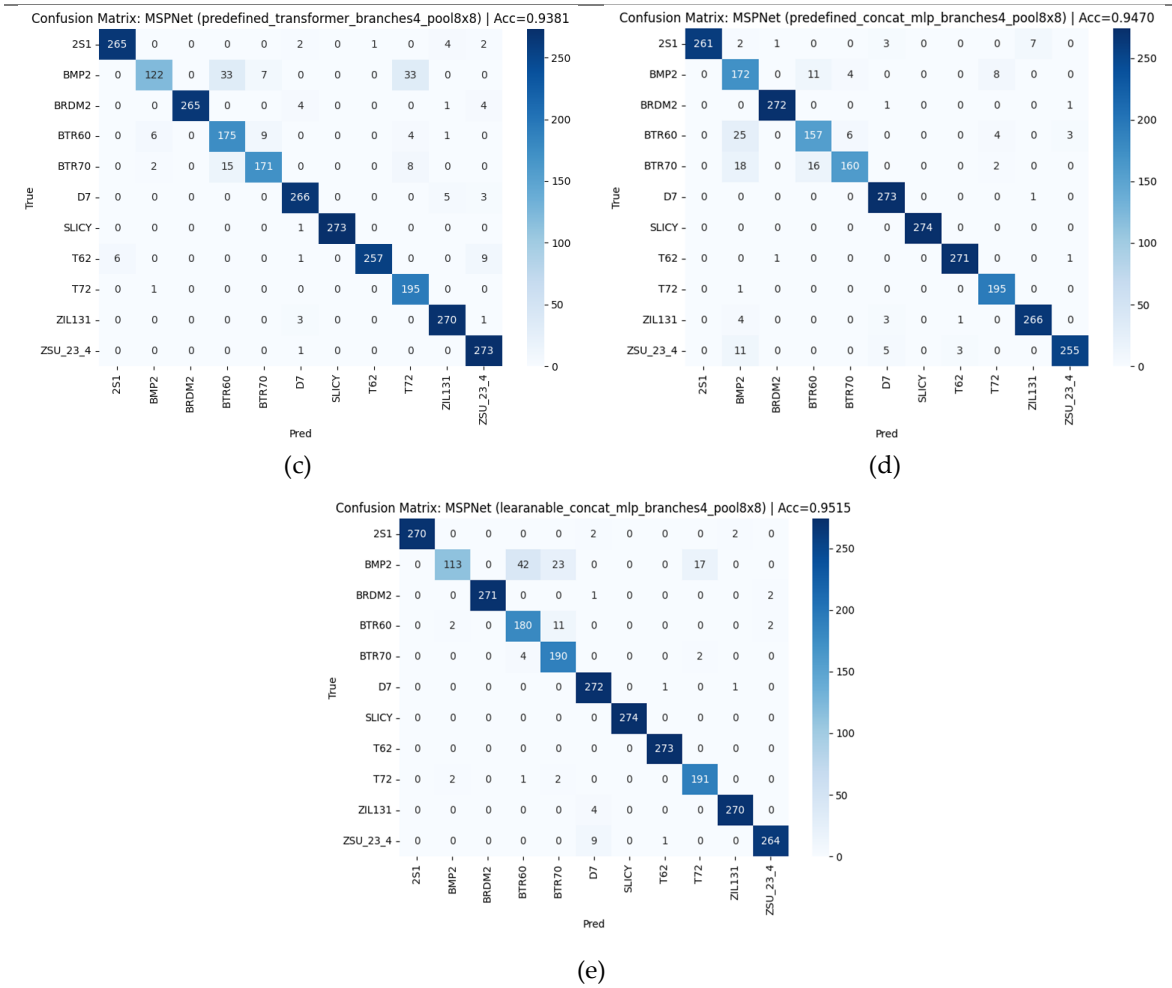 Confusion Matrix: MSPNet (predefined_transformer_branches4_pool8x8) | Acc=0.9381
2S1 265 0 0 0 0 2 0 1 0 4 2
BMP2 0 122 0 33 7 0 0 0 33 0 0
BRDM2 0 0 265 0 0 4 0 0 0 1 4
BTR60 0 6 0 175 9 0 0 0 4 1 0
BTR70 0 2 0 15 171 0 0 0 8 0 0
D7 0 0 0 0 0 266 0 0 0 5 3
SLICY 0 0 0 0 0 1 273 0 0 0 0
T62 6 0 0 0 0 1 0 257 0 0 9
T72 0 1 0 0 0 0 0 0 195 0 0
ZIL131 0 0 0 0 0 3 0 0 0 270 1
ZSU_23_4 0 0 0 0 0 1 0 0 0 0 273
2S1 BMP2 BRDM2 BTR60 BTR70 D7 SLICY T62 T72 ZIL131 ZSU_23_4
True
Pred
250
200
150
100
50
0
(c)
Confusion Matrix: MSPNet (predefined_concat_mlp_branches4_pool8x8) | Acc=0.9470
2S1 261 2 1 0 0 3 0 0 0 7 0
BMP2 0 172 0 11 4 0 0 0 8 0 0
BRDM2 0 0 272 0 0 1 0 0 0 0 1
BTR60 0 25 0 157 6 0 0 0 4 0 3
BTR70 0 18 0 16 160 0 0 0 2 0 0
D7 0 0 0 0 0 273 0 0 0 1 0
SLICY 0 0 0 0 0 0 274 0 0 0 0
T62 0 0 1 0 0 0 0 271 0 0 1
T72 0 1 0 0 0 0 0 0 195 0 0
ZIL131 0 4 0 0 0 3 0 1 0 266 0
ZSU_23_4 0 11 0 0 0 5 0 3 0 0 255
2S1 BMP2 BRDM2 BTR60 BTR70 D7 SLICY T62 T72 ZIL131 ZSU_23_4
True
Pred
250
200
150
100
50
0
(d)
Confusion Matrix: MSPNet (learanable_concat_mlp_branches4_pool8x8) | Acc=0.9515
2S1 270 0 0 0 0 2 0 0 0 2 0
BMP2 0 113 0 42 23 0 0 0 17 0 0
BRDM2 0 0 271 0 0 1 0 0 0 0 2
BTR60 0 2 0 180 11 0 0 0 0 0 2
BTR70 0 0 0 4 190 0 0 0 2 0 0
D7 0 0 0 0 0 272 0 1 0 1 0
SLICY 0 0 0 0 0 0 274 0 0 0 0
T62 0 0 0 0 0 0 0 273 0 0 0
T72 0 2 0 1 2 0 0 0 191 0 0
ZIL131 0 0 0 0 0 4 0 0 0 270 0
ZSU_23_4 0 0 0 0 0 9 0 1 0 0 264
2S1 BMP2 BRDM2 BTR60 BTR70 D7 SLICY T62 T72 ZIL131 ZSU_23_4
True
Pred
250
200
150
100
50
0
(e)